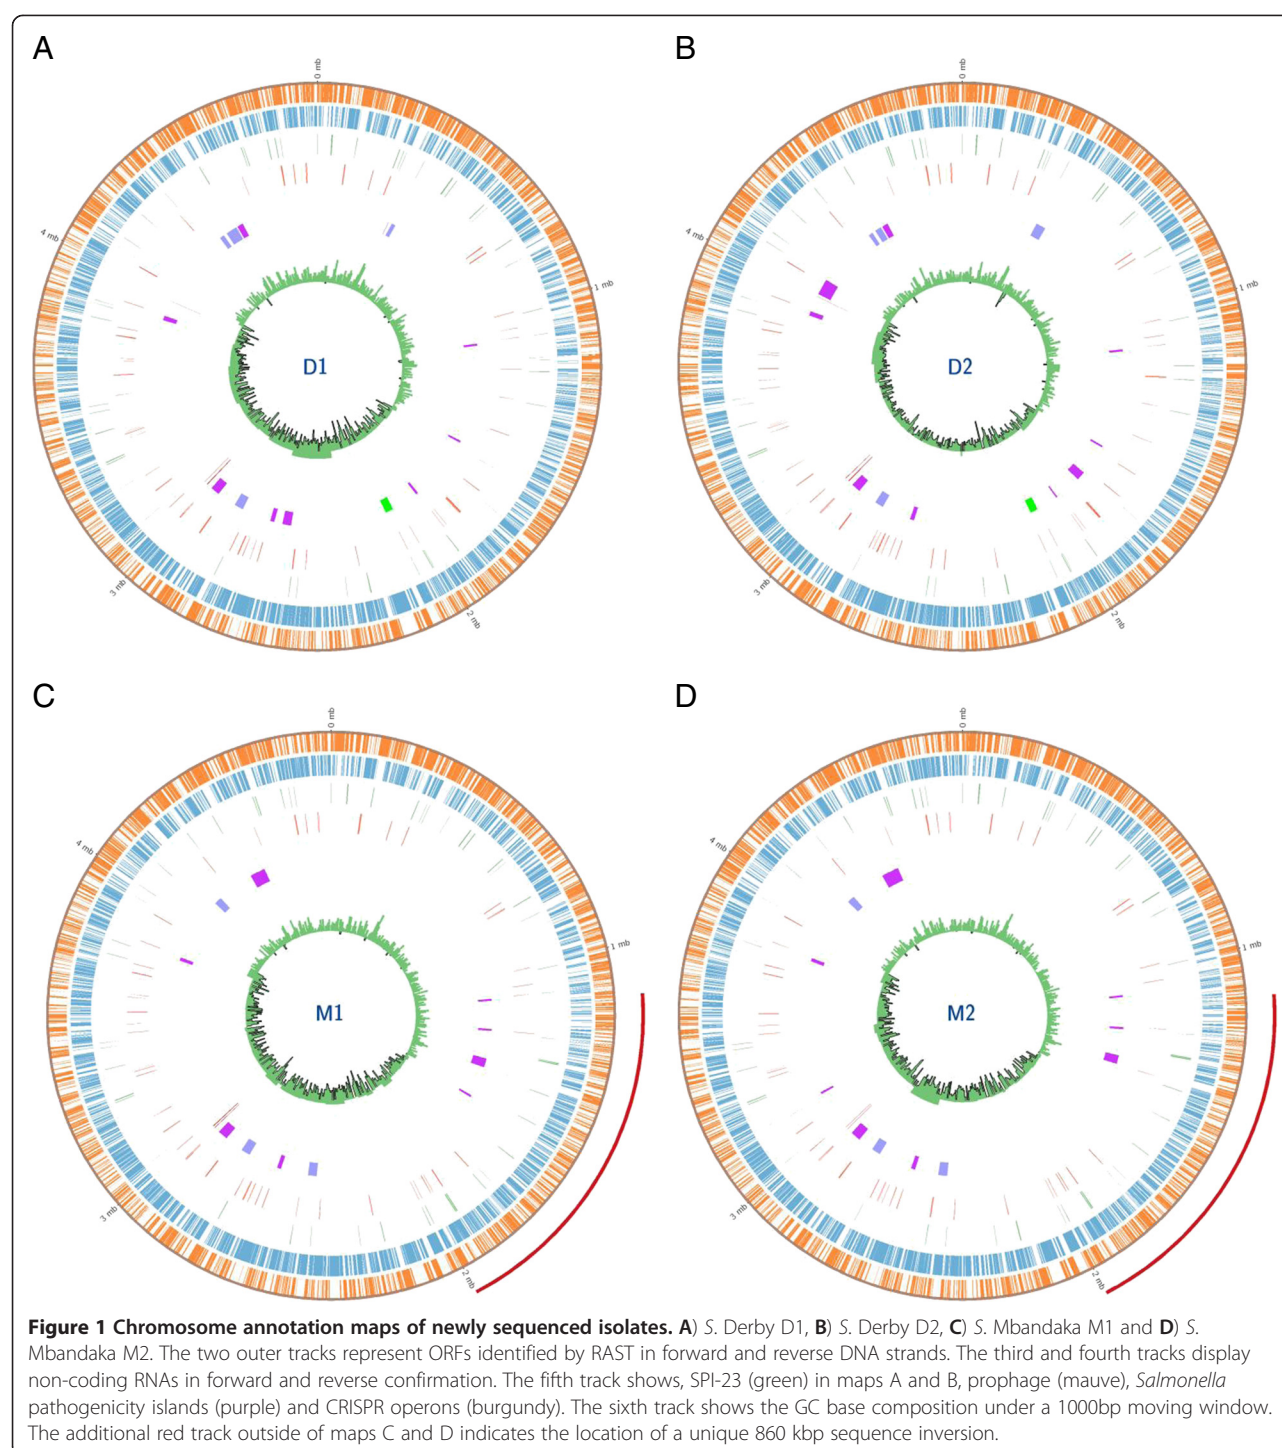 A
B
0 mb
1 mb
2 mb
3 mb
4 mb
D1
0 mb
1 mb
2 mb
3 mb
4 mb
D2
C
D
0 mb
1 mb
2 mb
3 mb
4 mb
M1
0 mb
1 mb
2 mb
3 mb
4 mb
M2
Figure 1 Chromosome annotation maps of newly sequenced isolates. A) S. Derby D1, B) S. Derby D2, C) S. Mbandaka M1 and D) S.
Mbandaka M2. The two outer tracks represent ORFs identified by RAST in forward and reverse DNA strands. The third and fourth tracks display
non-coding RNAs in forward and reverse confirmation. The fifth track shows, SPI-23 (green) in maps A and B, prophage (mauve), Salmonella
pathogenicity islands (purple) and CRISPR operons (burgundy). The sixth track shows the GC base composition under a 1000bp moving window.
The additional red track outside of maps C and D indicates the location of a unique 860 kbp sequence inversion.